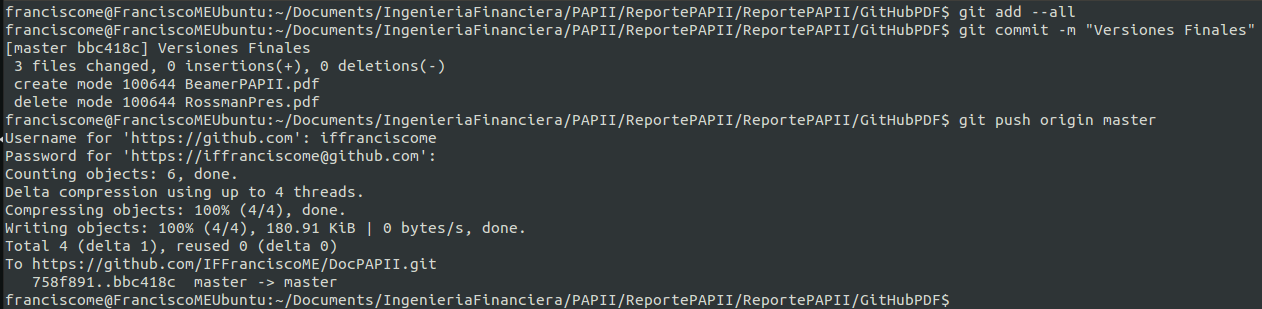 franciscome@FranciscoMEUbuntu:~/Documents/IngenieriaFinanciera/PAPII/ReportePAPII/ReportePAPII/GitHubPDF$ git add --all
franciscome@FranciscoMEUbuntu:~/Documents/IngenieriaFinanciera/PAPII/ReportePAPII/ReportePAPII/GitHubPDF$ git commit -m "Versiones Finales"
[master bbc418c] Versiones Finales
 3 files changed, 0 insertions(+), 0 deletions(-)
 create mode 100644 BeamerPAPII.pdf
 delete mode 100644 RossmanPres.pdf
franciscome@FranciscoMEUbuntu:~/Documents/IngenieriaFinanciera/PAPII/ReportePAPII/ReportePAPII/GitHubPDF$ git push origin master
Username for 'https://github.com': iffranciscome
Password for 'https://iffranciscome@github.com':
Counting objects: 6, done.
Delta compression using up to 4 threads.
Compressing objects: 100% (4/4), done.
Writing objects: 100% (4/4), 180.91 KiB | 0 bytes/s, done.
Total 4 (delta 1), reused 0 (delta 0)
To https://github.com/IFFranciscoME/DocPAPII.git
   758f891..bbc418c  master -> master
franciscome@FranciscoMEUbuntu:~/Documents/IngenieriaFinanciera/PAPII/ReportePAPII/ReportePAPII/GitHubPDF$